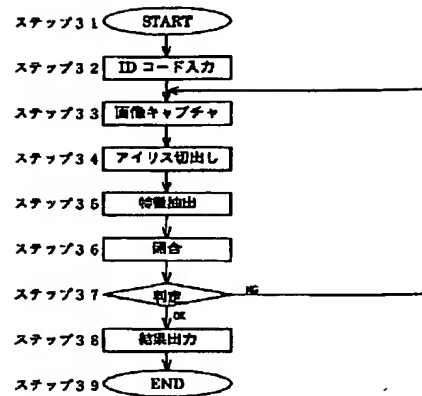 ステップ31 START
ステップ32 IDコード入力
ステップ33 画像キャプチャ
ステップ34 アイリス切出し
ステップ35 特徴抽出
ステップ36 照合
ステップ37 判定 NG
OK
ステップ38 結果出力
ステップ39 END